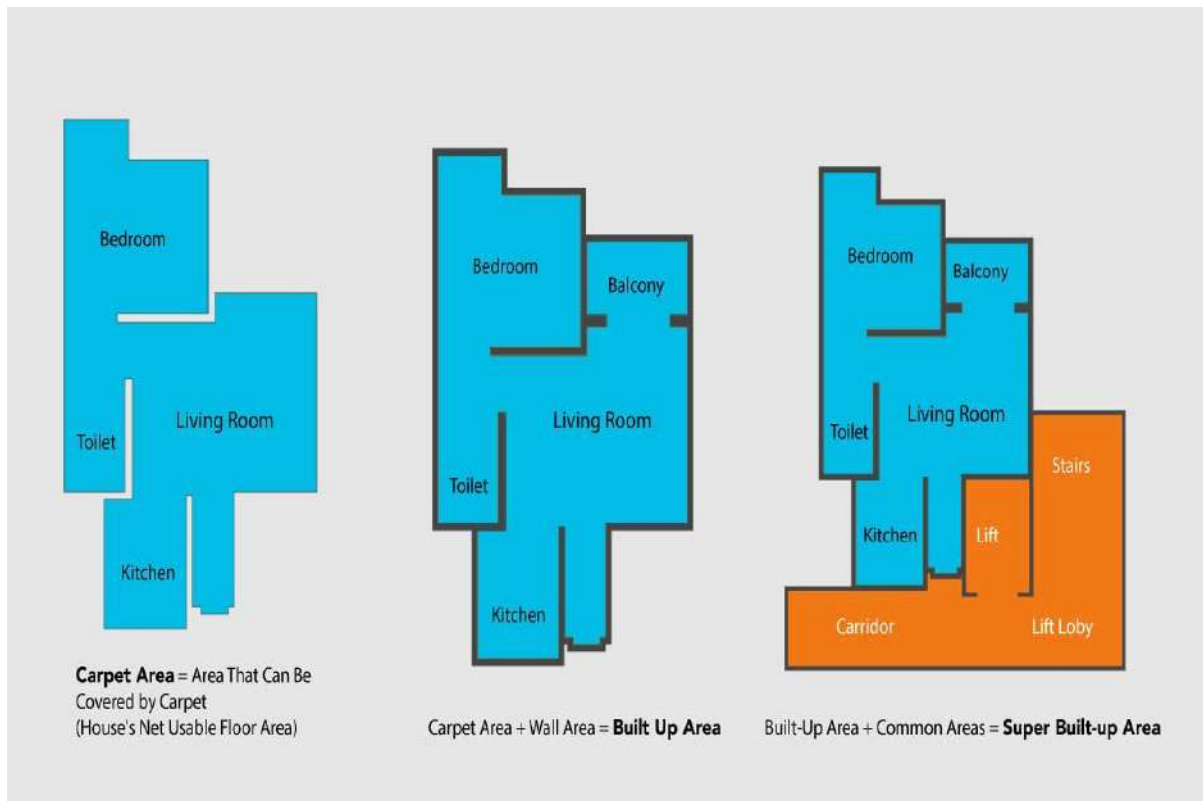 Bedroom
Living Room
Toilet
Kitchen
Carpet Area = Area That Can Be
Covered by Carpet
(House's Net Usable Floor Area)
Bedroom
Balcony
Living Room
Toilet
Kitchen
Carpet Area + Wall Area = Built Up Area
Bedroom
Balcony
Living Room
Toilet
Stairs
Kitchen
Lift
Carridor
Lift Loby
Built-Up Area + Common Areas = Super Built-up Area